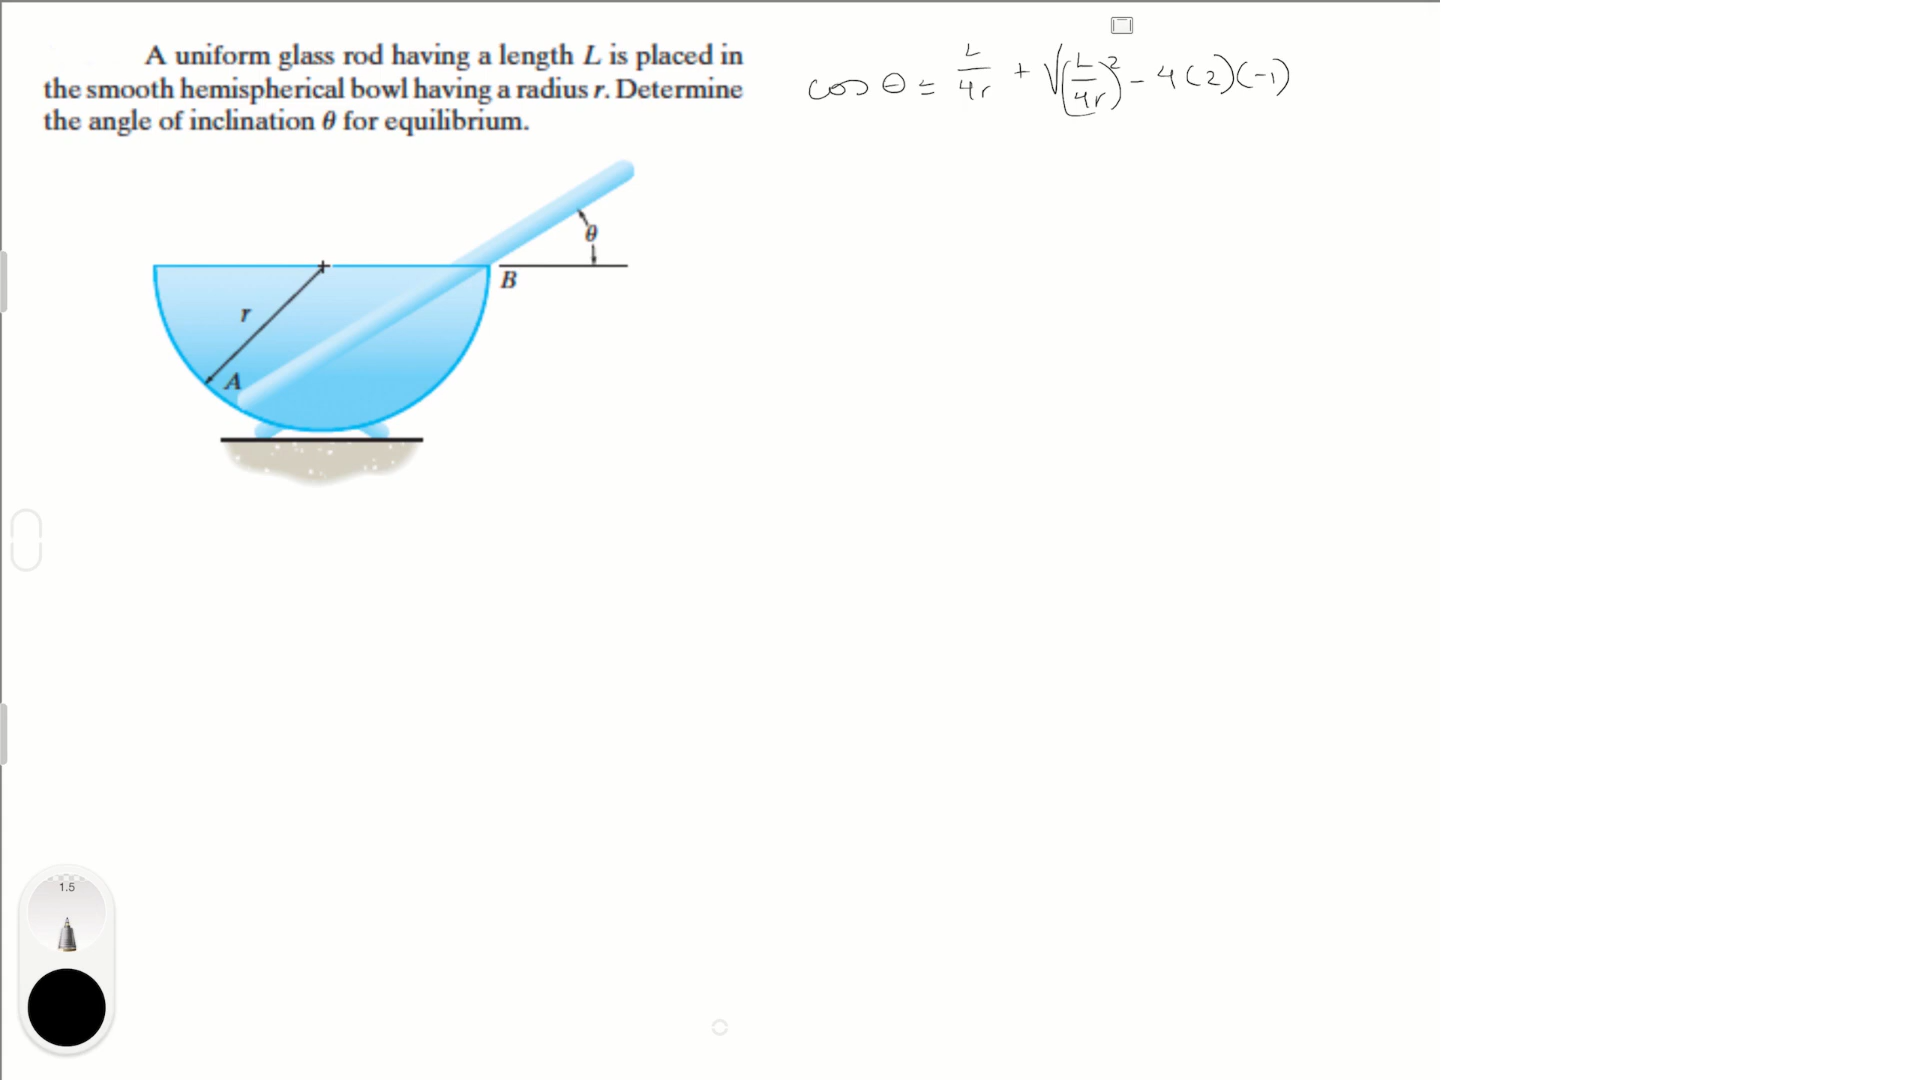 A uniform glass rod having a length L is placed in
the smooth hemispherical bowl having a radius r. Determine
the angle of inclination θ for equilibrium.
cos θ = L/4r + √(L/4r)² - 4(2)(-1)
θ
B
r
A
1.5